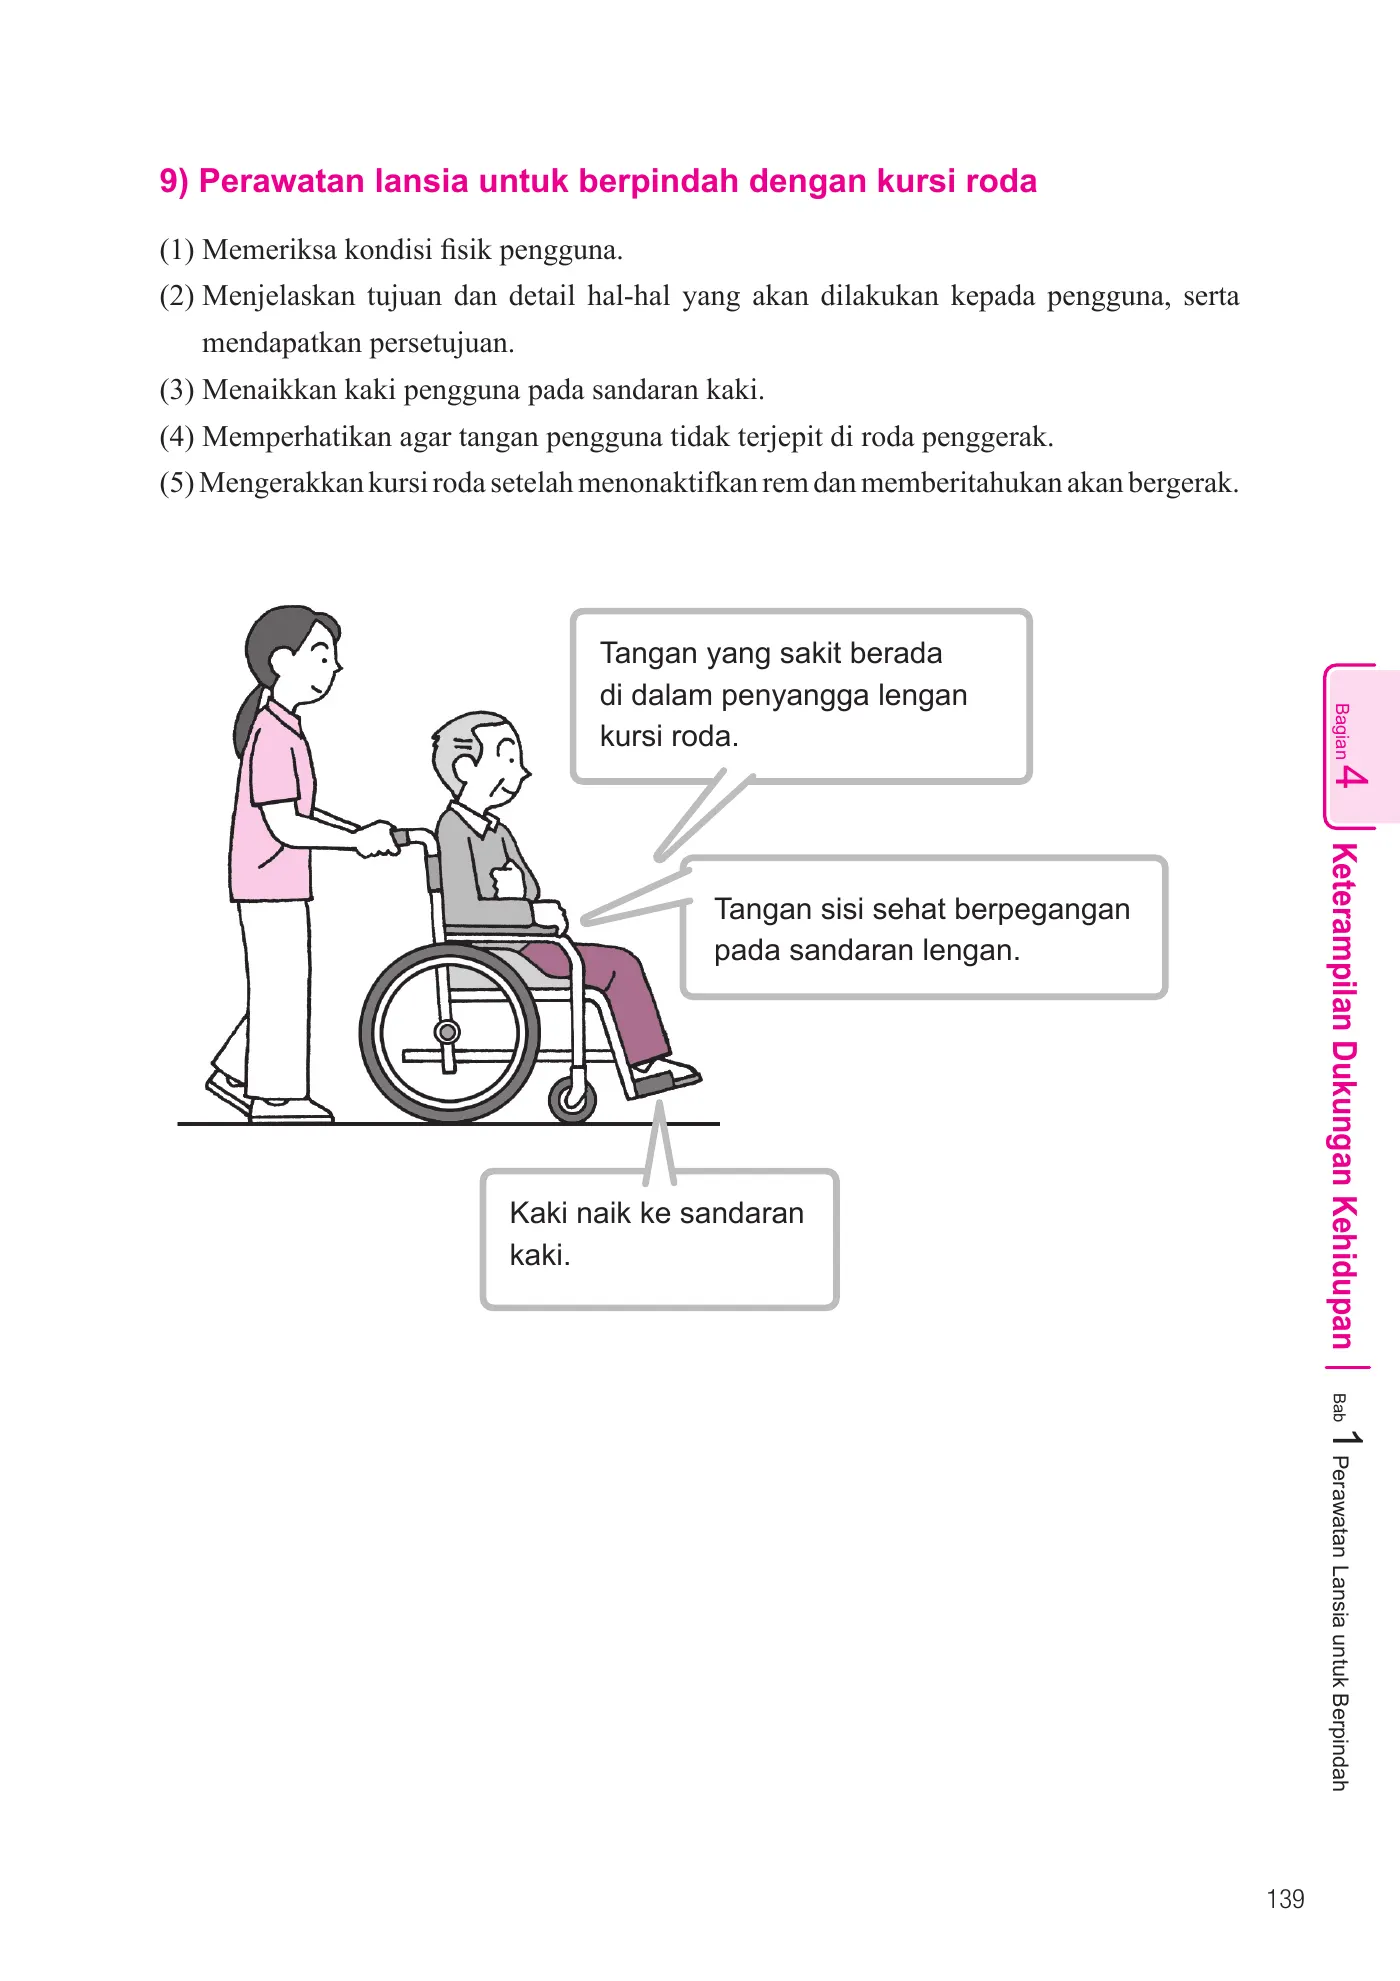 9) Perawatan lansia untuk berpindah dengan kursi roda
(1) Memeriksa kondisi fisik pengguna.
(2) Menjelaskan tujuan dan detail hal-hal yang akan dilakukan kepada pengguna, serta
mendapatkan persetujuan.
(3) Menaikkan kaki pengguna pada sandaran kaki.
(4) Memperhatikan agar tangan pengguna tidak terjepit di roda penggerak.
(5) Mengerakkan kursi roda setelah menonaktifkan rem dan memberitahukan akan bergerak.
Tangan yang sakit berada
di dalam penyangga lengan
kursi roda.
Tangan sisi sehat berpegangan
pada sandaran lengan.
Kaki naik ke sandaran
kaki.
Bagian 4 Keterampilan Dukungan Kehidupan
Bab 1 Perawatan Lansia untuk Berpindah
139